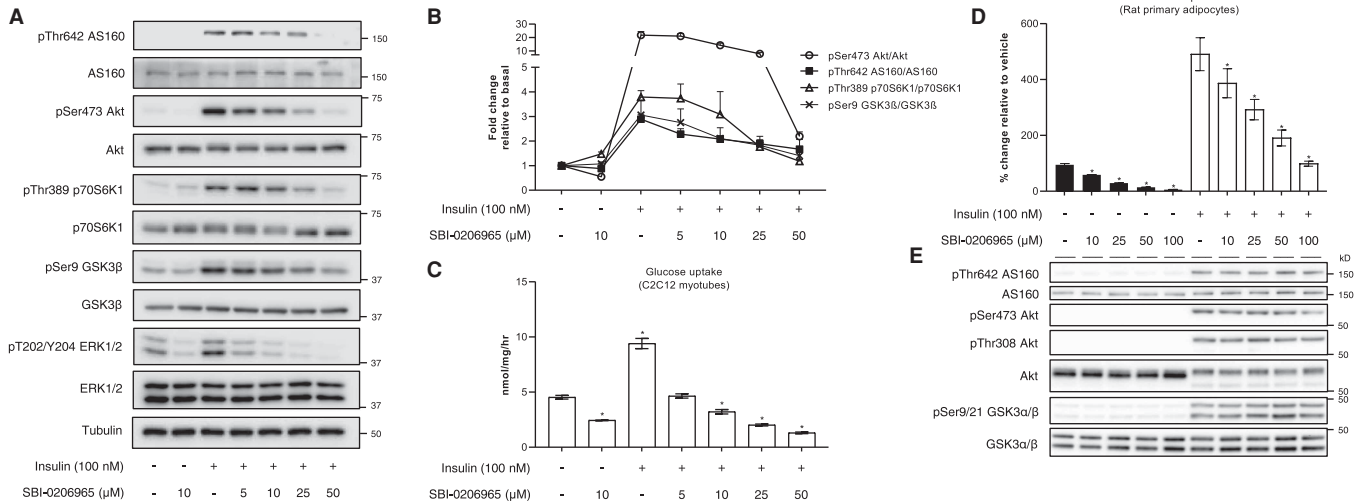 A
pThr642 AS160
150
AS160
150
pSer473 Akt
75
Akt
75
pThr389 p70S6K1
75
p70S6K1
75
pSer9 GSK3β
37
GSK3β
37
pT202/Y204 ERK1/2
37
ERK1/2
37
Tubulin
50
Insulin (100 nM) - - + + + + +
SBI-0206965 (µM) - 10 - 5 10 25 50
B
Fold change
relative to basal
30
20
10
4
3
2
1
0
pSer473 Akt/Akt
pThr642 AS160/AS160
pThr389 p70S6K1/p70S6K1
pSer9 GSK3ß/GSK3ß
Insulin (100 nM) - - + + + + +
SBI-0206965 (µM) - 10 - 5 10 25 50
C
Glucose uptake
(C2C12 myotubes)
nmol/mg/hr
15
10
5
0
* * * * *
Insulin (100 nM) - - + + + + +
SBI-0206965 (µM) - 10 - 5 10 25 50
D
(Rat primary adipocytes)
% change relative to vehicle
600
400
200
0
* * * * * * * *
Insulin (100 nM) - - - - - + + + + +
SBI-0206965 (µM) - 10 25 50 100 - 10 25 50 100
E
kD
pThr642 AS160
150
AS160
150
pSer473 Akt
50
pThr308 Akt
50
Akt
50
pSer9/21 GSK3α/β
50
GSK3α/β
50